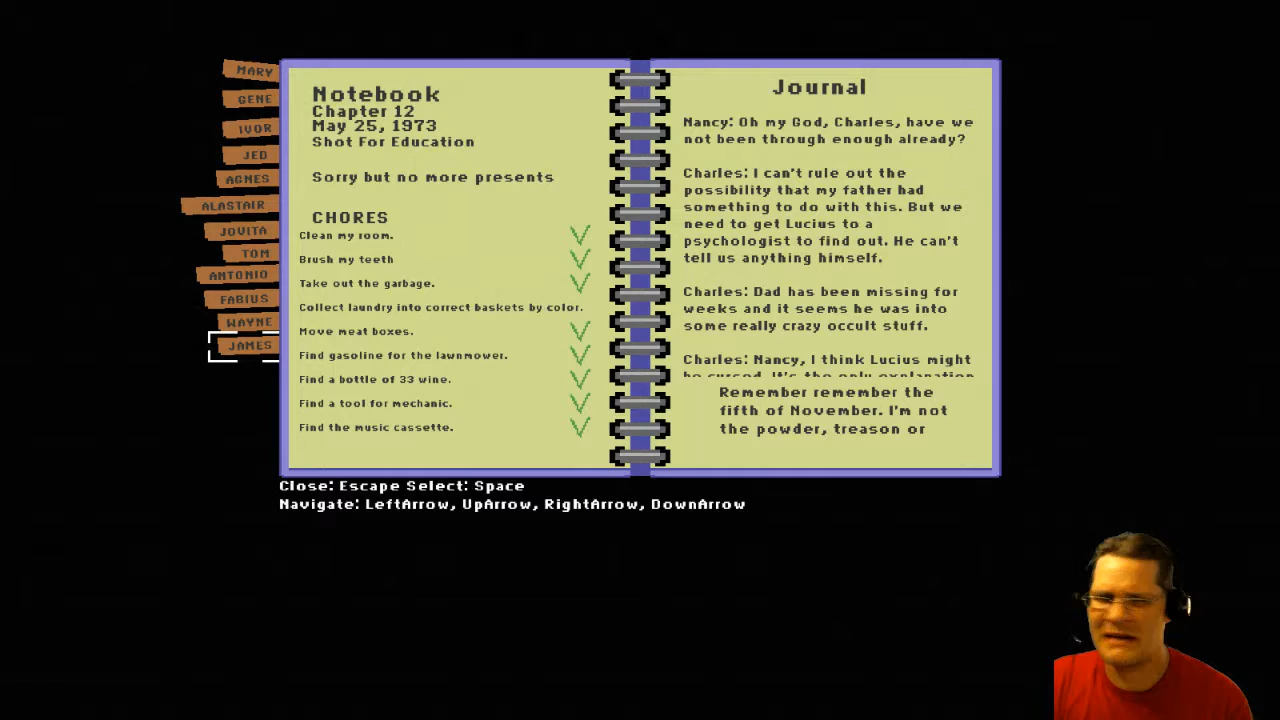 MARY
GENE
IVOR
JED
AGNES
ALASTAIR
JOVITA
TOM
ANTONIO
FABIUS
WAYNE
JAMES
Notebook
Chapter 12
May 25, 1973
Shot For Education
Sorry but no more presents
CHORES
Clean my room.
Brush my teeth
Take out the garbage.
Collect laundry into correct baskets by color.
Move meat boxes.
Find gasoline for the lawnmower.
Find a bottle of 33 wine.
Find a tool for mechanic.
Find the music cassette.
Journal
Nancy: Oh my God, Charles, have we
not been through enough already?
Charles: I can't rule out the
possibility that my father had
something to do with this. But we
need to get Lucius to a
psychologist to find out. He can't
tell us anything himself.
Charles: Dad has been missing for
weeks and it seems he was into
some really crazy occult stuff.
Charles: Nancy, I think Lucius might
be cursed. It's the only explanation
Remember remember the
fifth of November. I'm not
the powder, treason or
Close: Escape Select: Space
Navigate: LeftArrow, UpArrow, RightArrow, DownArrow